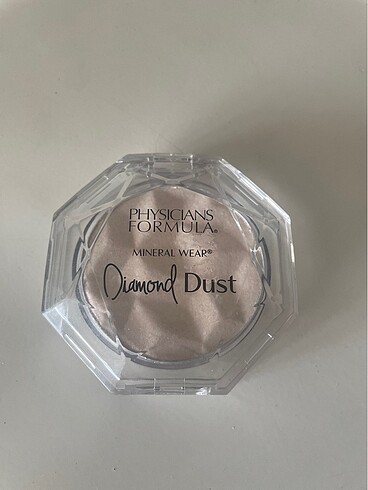 PHYSICIANS
FORMULA®
MINERAL WEAR®
Diamond Dust